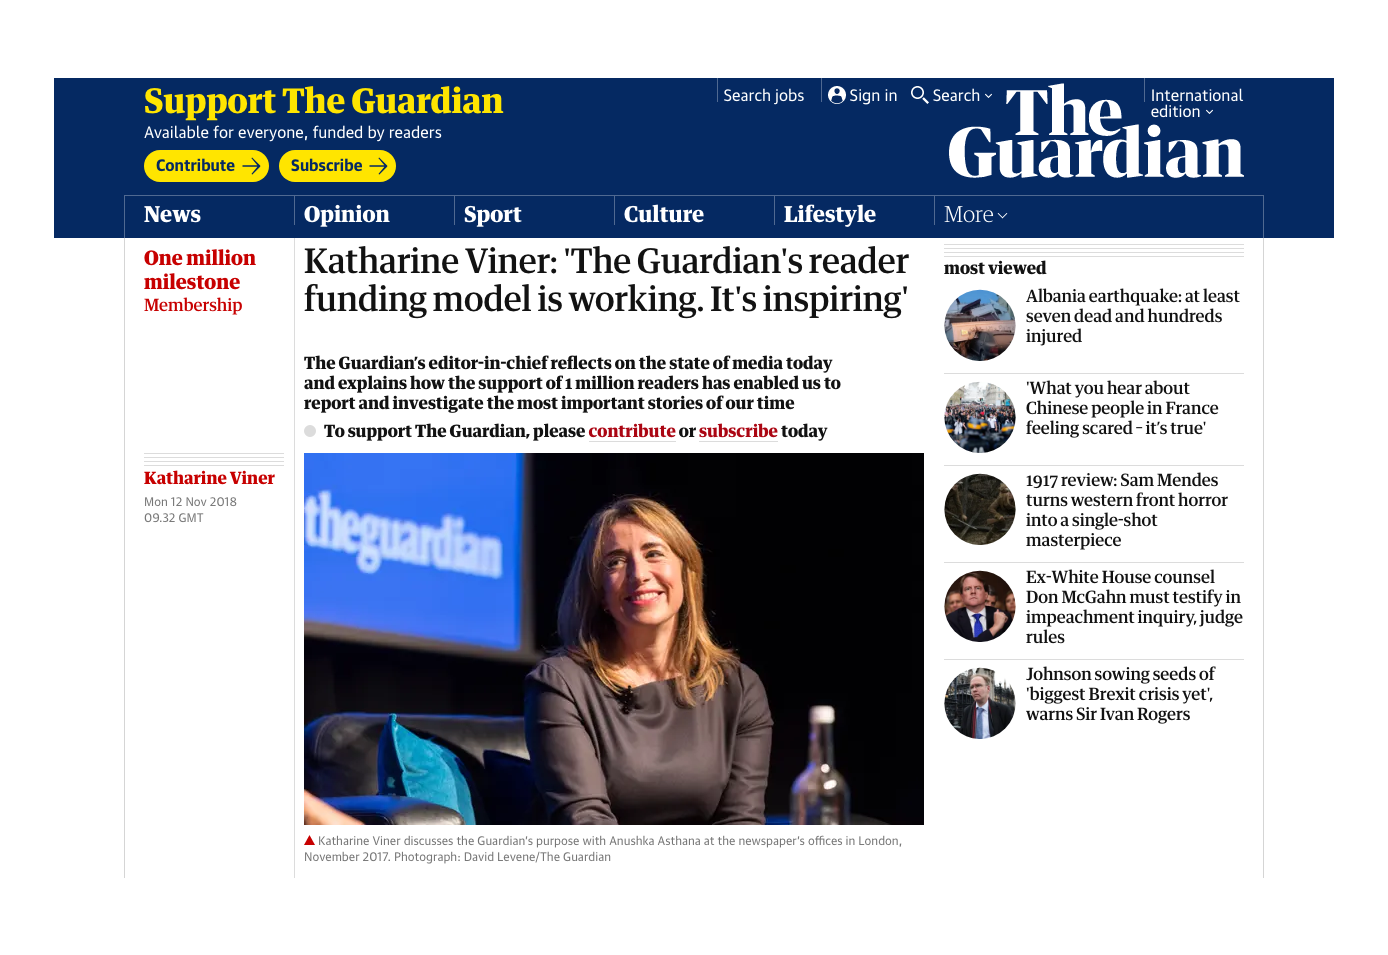 Support The Guardian
Available for everyone, funded by readers
Contribute
Subscribe
Search jobs
Sign in
Search
International
edition
The
Guardian
News
Opinion
Sport
Culture
Lifestyle
More
One million
milestone
Membership
Katharine Viner: 'The Guardian's reader
funding model is working. It's inspiring'
The Guardian’s editor-in-chief reflects on the state of media today
and explains how the support of 1 million readers has enabled us to
report and investigate the most important stories of our time
To support The Guardian, please contribute or subscribe today
Katharine Viner
Mon 12 Nov 2018
09.32 GMT
theguardian
Katharine Viner discusses the Guardian’s purpose with Anushka Asthana at the newspaper’s offices in London,
November 2017. Photograph: David Levene/The Guardian
most viewed
Albania earthquake: at least
seven dead and hundreds
injured
'What you hear about
Chinese people in France
feeling scared – it’s true'
1917 review: Sam Mendes
turns western front horror
into a single-shot
masterpiece
Ex-White House counsel
Don McGahn must testify in
impeachment inquiry, judge
rules
Johnson sowing seeds of
'biggest Brexit crisis yet',
warns Sir Ivan Rogers